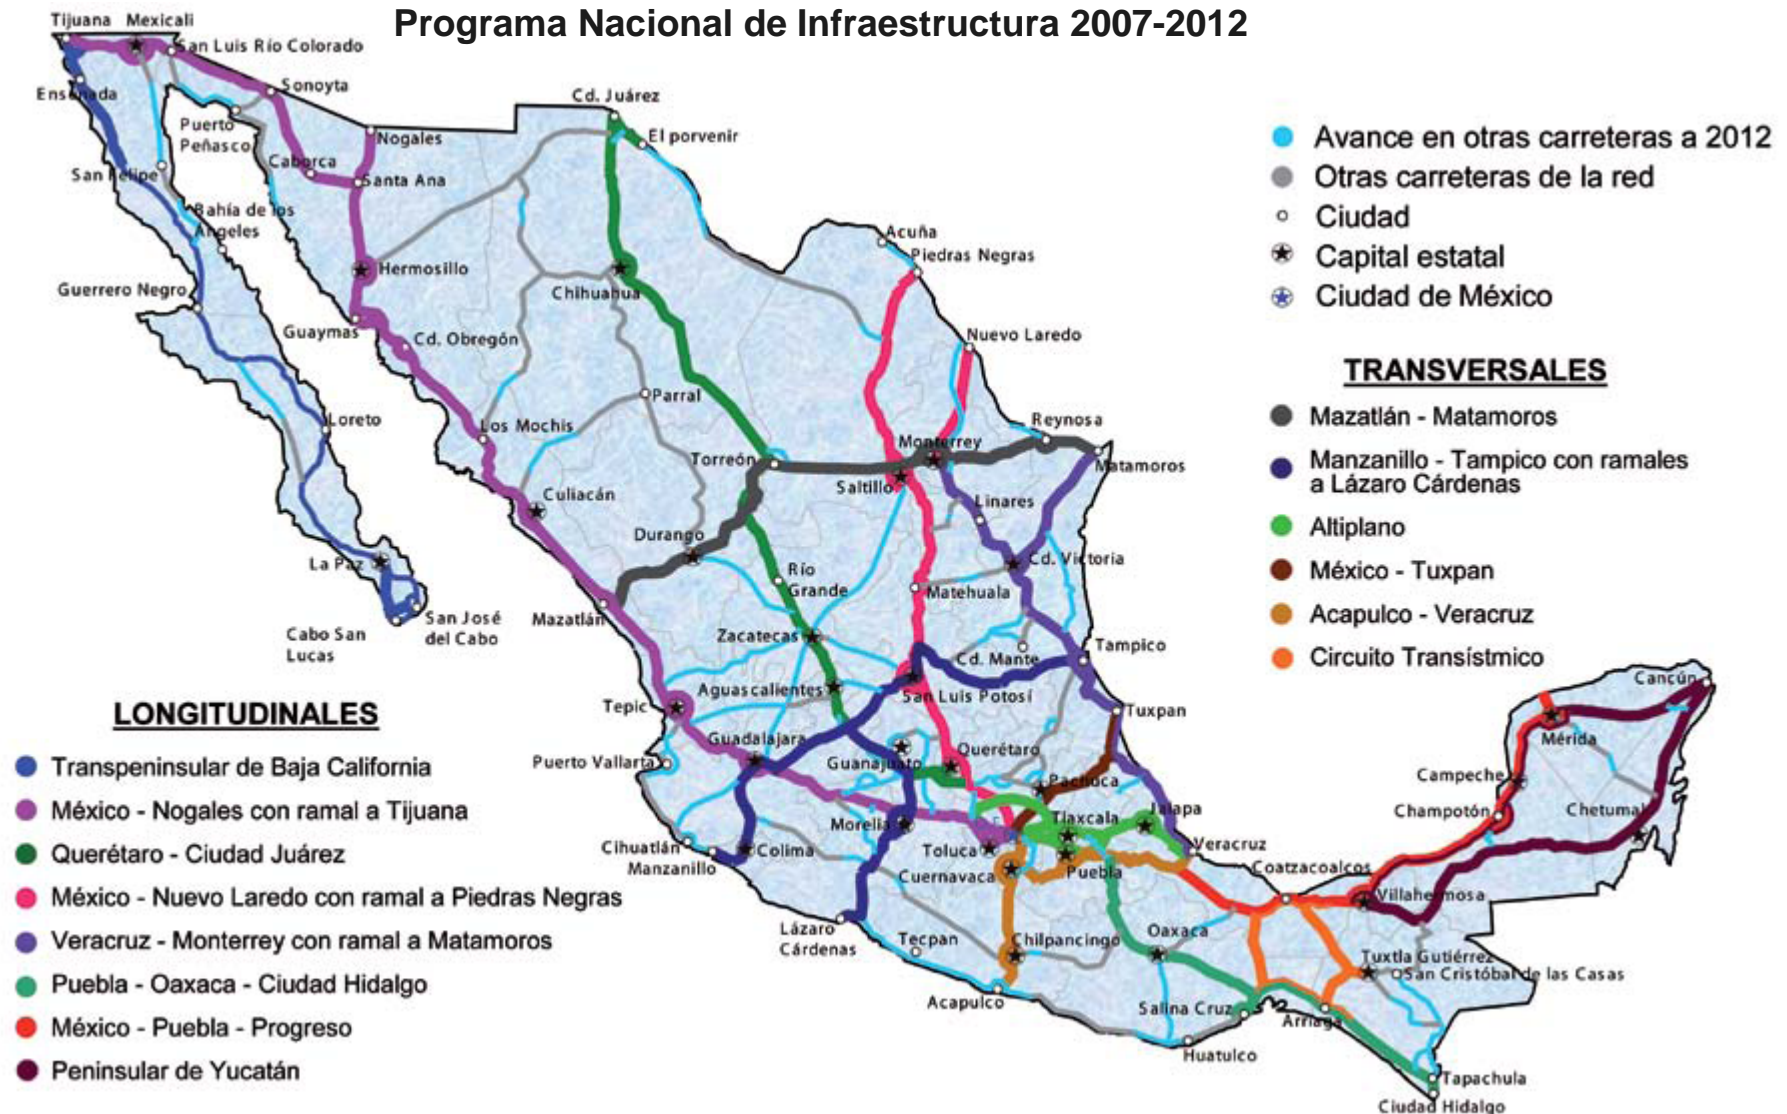 Programa Nacional de Infraestructura 2007-2012
Tijuana
Mexicali
San Luis Río Colorado
Sonoyta
Ensenada
Puerto
Peñasco
Nogales
Caborca
Santa Ana
San Felipe
Bahía de los
Ángeles
Hermosillo
Guerrero Negro
Guaymas
Cd. Obregón
Loreto
Los Mochis
Culiacán
La Paz
San José
del Cabo
Cabo San
Lucas
Cd. Juárez
El porvenir
Chihuahua
Parral
Acuña
Piedras Negras
Nuevo Laredo
Reynosa
Monterrey
Matamoros
Torreón
Saltillo
Linares
Durango
Cd. Victoria
Río
Grande
Matehuala
Mazatlán
Zacatecas
Cd. Mante
Tampico
Aguascalientes
San Luis Potosí
Tepic
Tuxpan
Guadalajara
Querétaro
Puerto Vallarta
Guanajuato
Pachuca
Jalapa
Tlaxcala
Morelia
Cihuatlán
Manzanillo
Colima
Toluca
Cuernavaca
Puebla
Veracruz
Coatzacoalcos
Villahermosa
Lázaro
Cárdenas
Tecpan
Chilpancingo
Oaxaca
Acapulco
Salina Cruz
Huatulco
Arriaga
Tuxtla Gutiérrez
San Cristóbal de las Casas
Tapachula
Ciudad Hidalgo
Cancún
Mérida
Campeche
Champotón
Chetumal
Avance en otras carreteras a 2012
Otras carreteras de la red
Ciudad
Capital estatal
Ciudad de México
TRANSVERSALES
Mazatlán - Matamoros
Manzanillo - Tampico con ramales
a Lázaro Cárdenas
Altiplano
México - Tuxpan
Acapulco - Veracruz
Circuito Transístmico
LONGITUDINALES
Transpeninsular de Baja California
México - Nogales con ramal a Tijuana
Querétaro - Ciudad Juárez
México - Nuevo Laredo con ramal a Piedras Negras
Veracruz - Monterrey con ramal a Matamoros
Puebla - Oaxaca - Ciudad Hidalgo
México - Puebla - Progreso
Peninsular de Yucatán